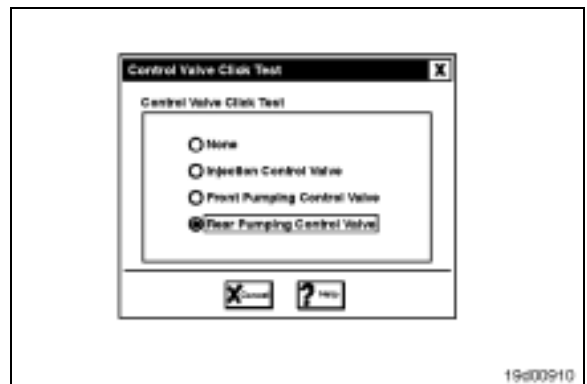 Control Valve Click Test X
Control Valve Click Test
None
Injection Control Valve
Front Pumping Control Valve
Rear Pumping Control Valve
X Cancel ? Help
19d00910